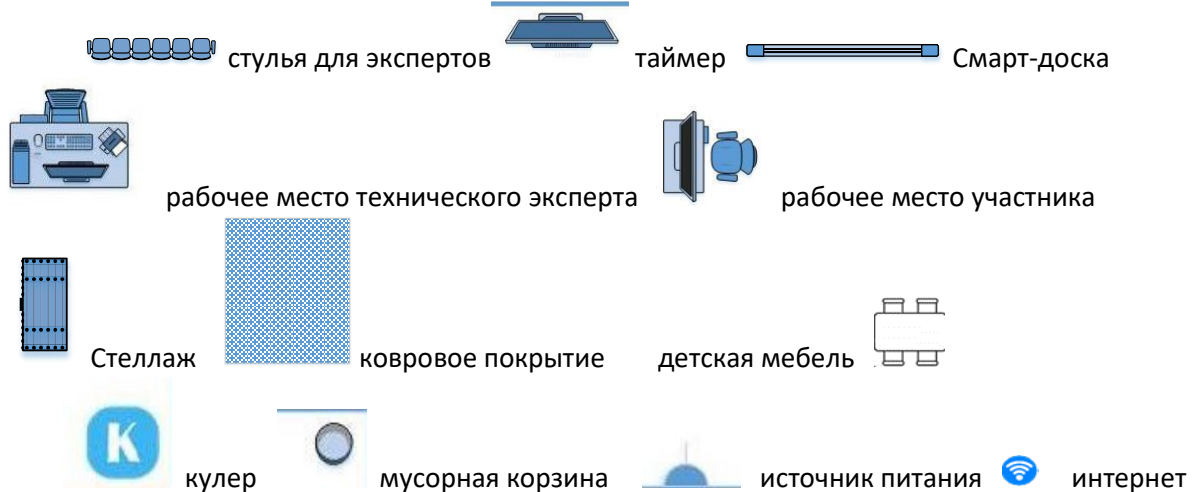 стулья для экспертов таймер Смарт-доска
рабочее место технического эксперта рабочее место участника
Стеллаж ковровое покрытие детская мебель
K
кулер мусорная корзина источник питания интернет